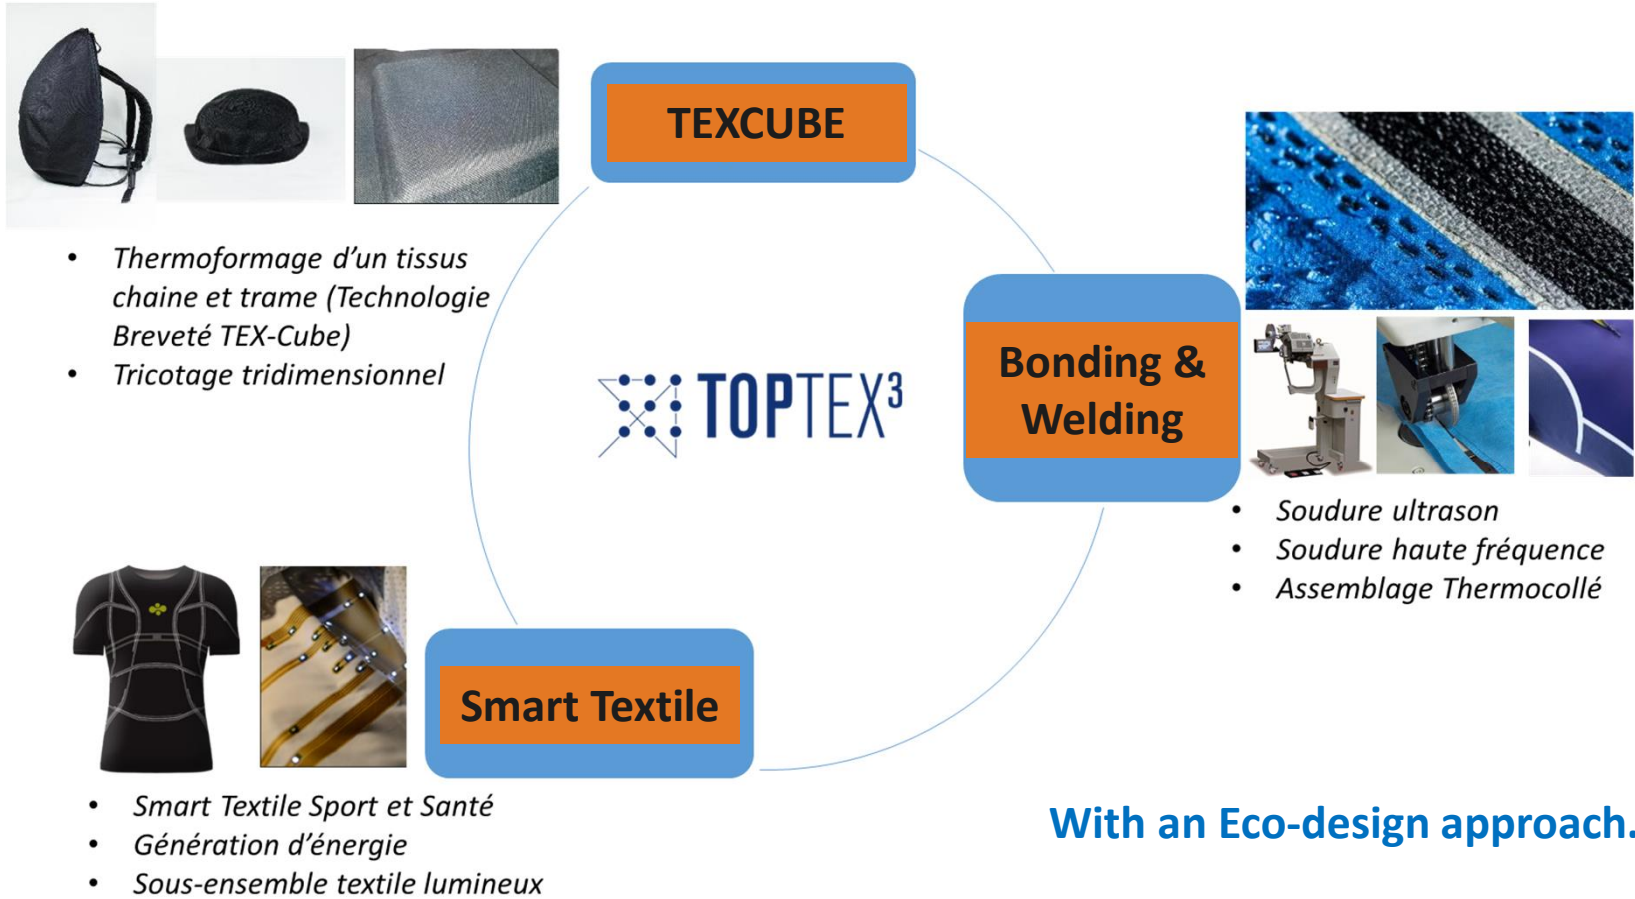 TEXCUBE
• Thermoformage d’un tissus
chaine et trame (Technologie
Breveté TEX-Cube)
• Tricotage tridimensionnel
TOPTEX³
Bonding &
Welding
• Soudure ultrason
• Soudure haute fréquence
• Assemblage Thermocollé
Smart Textile
• Smart Textile Sport et Santé
• Génération d’énergie
• Sous-ensemble textile lumineux
With an Eco-design approach.